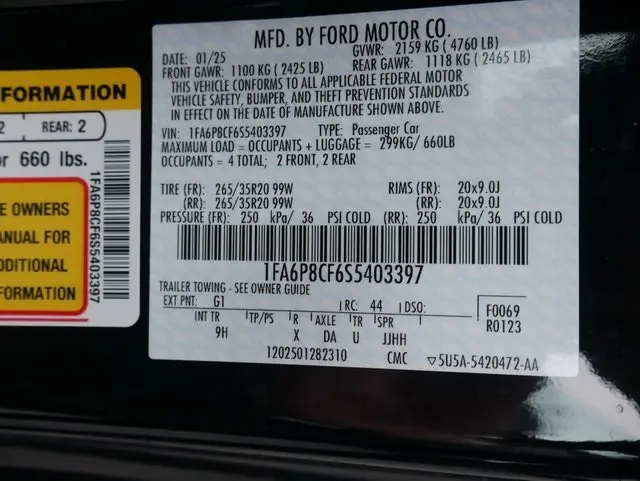 FORMATION
2 REAR: 2
or 660 lbs.
E OWNERS
ANUAL FOR
DDITIONAL
FORMATION
1FA6P8CF6S5403397
MFD. BY FORD MOTOR CO.
DATE: 01/25 GVWR: 2159 KG ( 4760 LB)
FRONT GAWR: 1100 KG ( 2425 LB) REAR GAWR: 1118 KG ( 2465 LB)
THIS VEHICLE CONFORMS TO ALL APPLICABLE FEDERAL MOTOR
VEHICLE SAFETY, BUMPER, AND THEFT PREVENTION STANDARDS
IN EFFECT ON THE DATE OF MANUFACTURE SHOWN ABOVE.
VIN: 1FA6P8CF6S5403397 TYPE: Passenger Car
MAXIMUM LOAD = OCCUPANTS + LUGGAGE = 299KG/ 660LB
OCCUPANTS = 4 TOTAL; 2 FRONT, 2 REAR
TIRE (FR): 265/35R20 99W RIMS (FR): 20x9.0J
(RR): 265/35R20 99W (RR): 20x9.0J
PRESSURE (FR): 250 kPa/ 36 PSI COLD (RR): 250 kPa/ 36 PSI COLD
1FA6P8CF6S5403397
TRAILER TOWING - SEE OWNER GUIDE
EXT PNT: G1 RC: 44 DSO: F0069
R0123
INT TR TP/PS R AXLE TR SPR
9H X DA U JJHH
1202501282310 CMC ▽5U5A-5420472-AA